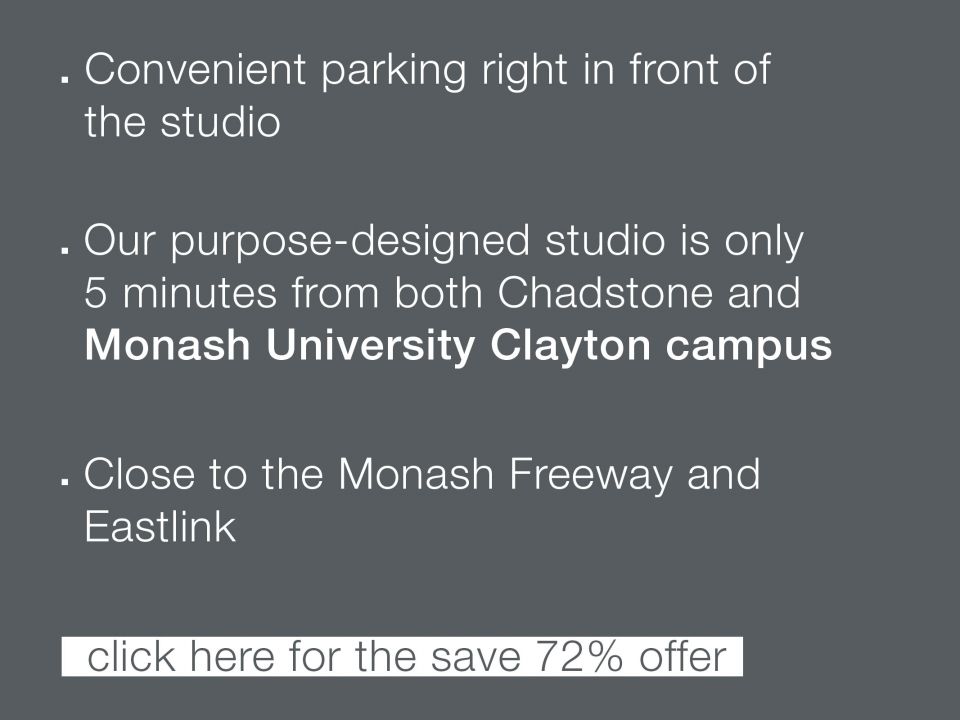 ▪ Convenient parking right in front of
the studio
▪ Our purpose-designed studio is only
5 minutes from both Chadstone and
Monash University Clayton campus
▪ Close to the Monash Freeway and
Eastlink
click here for the save 72% offer